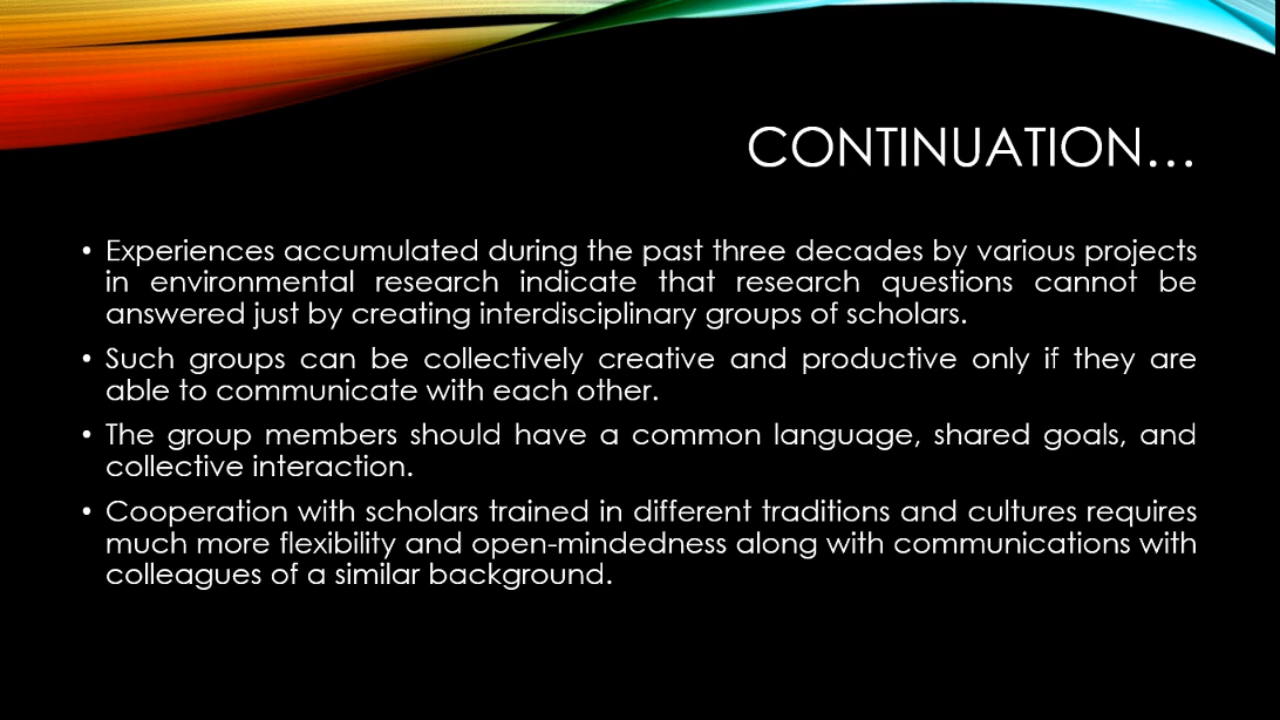 CONTINUATION...
• Experiences accumulated during the past three decades by various projects
in environmental research indicate that research questions cannot be
answered just by creating interdisciplinary groups of scholars.
• Such groups can be collectively creative and productive only if they are
able to communicate with each other.
• The group members should have a common language, shared goals, and
collective interaction.
• Cooperation with scholars trained in different traditions and cultures requires
much more flexibility and open-mindedness along with communications with
colleagues of a similar background.